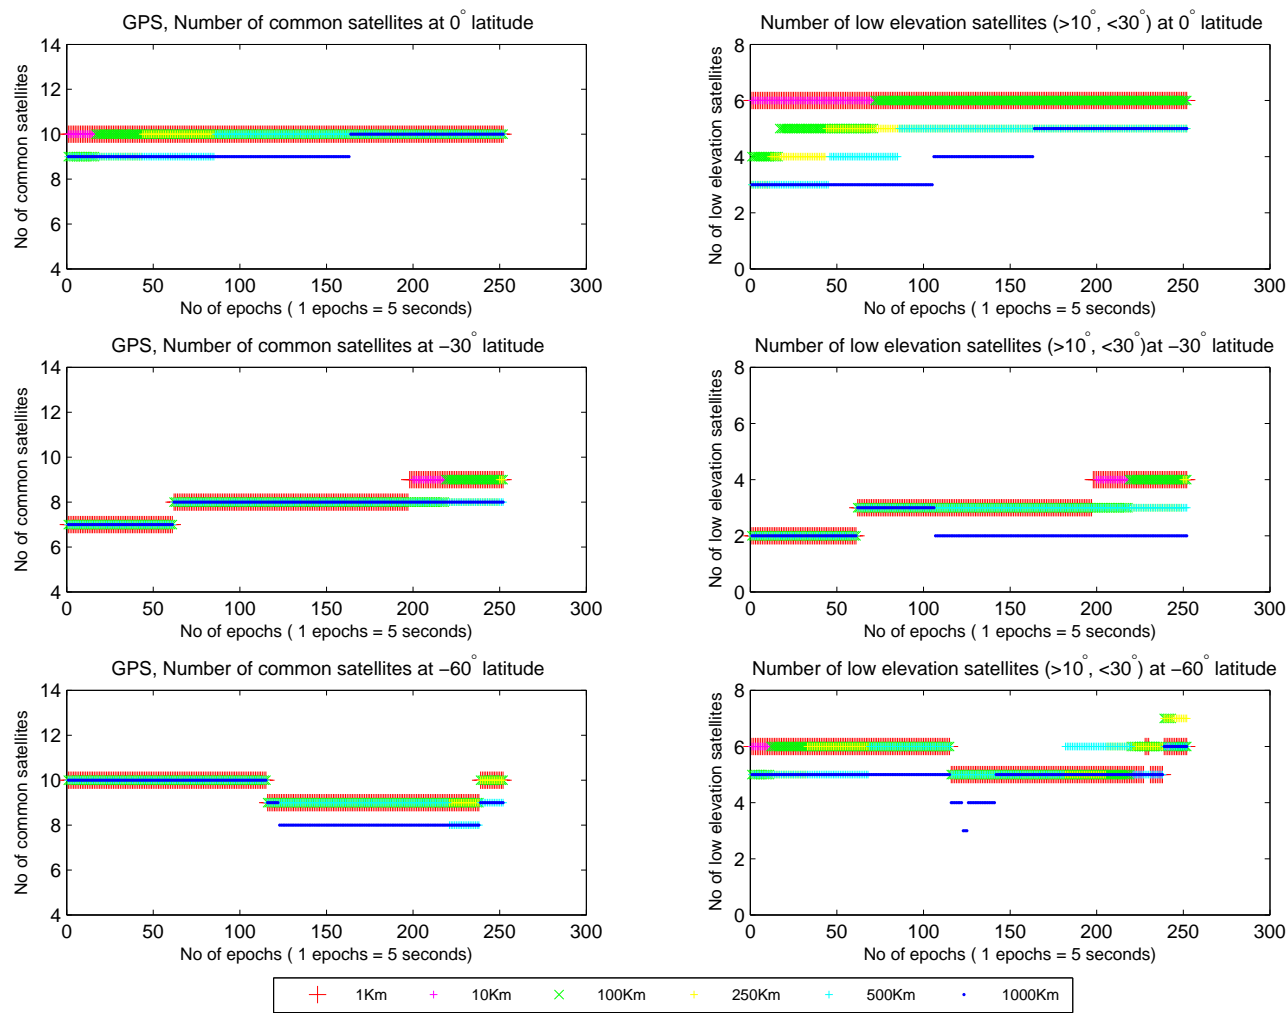 GPS, Number of common satellites at 0° latitude
No of common satellites
14
12
10
8
6
4
0 50 100 150 200 250 300
No of epochs ( 1 epochs = 5 seconds)
Number of low elevation satellites (>10°, <30°) at 0° latitude
No of low elevation satellites
8
6
4
2
0
0 50 100 150 200 250 300
No of epochs ( 1 epochs = 5 seconds)
GPS, Number of common satellites at −30° latitude
No of common satellites
14
12
10
8
6
4
0 50 100 150 200 250 300
No of epochs ( 1 epochs = 5 seconds)
Number of low elevation satellites (>10°, <30°)at −30° latitude
No of low elevation satellites
8
6
4
2
0
0 50 100 150 200 250 300
No of epochs ( 1 epochs = 5 seconds)
GPS, Number of common satellites at −60° latitude
No of common satellites
14
12
10
8
6
4
0 50 100 150 200 250 300
No of epochs ( 1 epochs = 5 seconds)
Number of low elevation satellites (>10°, <30°) at −60° latitude
No of low elevation satellites
8
6
4
2
0
0 50 100 150 200 250 300
No of epochs ( 1 epochs = 5 seconds)
1Km 10Km 100Km 250Km 500Km 1000Km